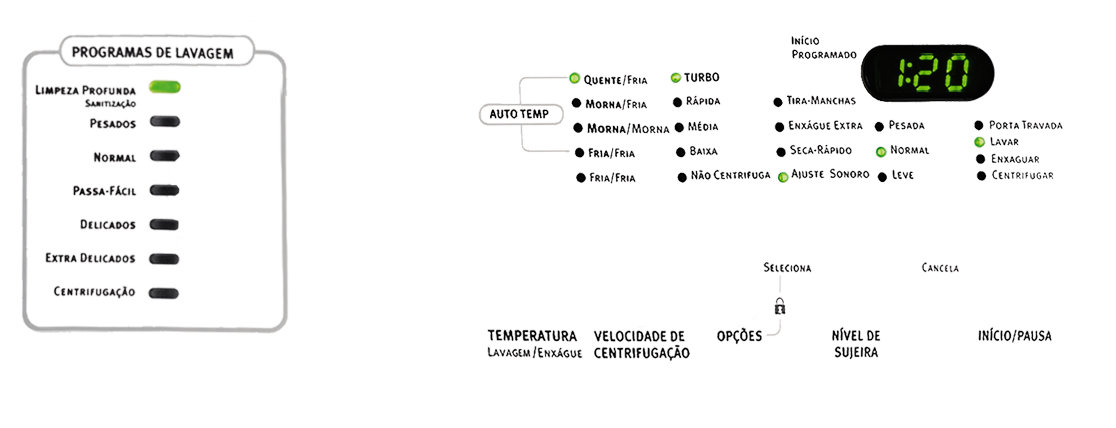 PROGRAMAS DE LAVAGEM
LIMPEZA PROFUNDA
SANITIZAÇÃO
PESADOS
NORMAL
PASSA-FÁCIL
DELICADOS
EXTRA DELICADOS
CENTRIFUGAÇÃO
INÍCIO
PROGRAMADO
1:20
AUTO TEMP
QUENTE/FRIA
MORNA/FRIA
MORNA/MORNA
FRIA/FRIA
FRIA/FRIA
TURBO
RÁPIDA
MÉDIA
BAIXA
NÃO CENTRIFUGA
TIRA-MANCHAS
ENXÁGUE EXTRA
SECA-RÁPIDO
AJUSTE SONORO
PESADA
NORMAL
LEVE
PORTA TRAVADA
LAVAR
ENXAGUAR
CENTRIFUGAR
SELECIONA
CANCELA
TEMPERATURA
LAVAGEM/ENXÁGUE
VELOCIDADE DE
CENTRIFUGAÇÃO
OPÇÕES
NÍVEL DE
SUJEIRA
INÍCIO/PAUSA